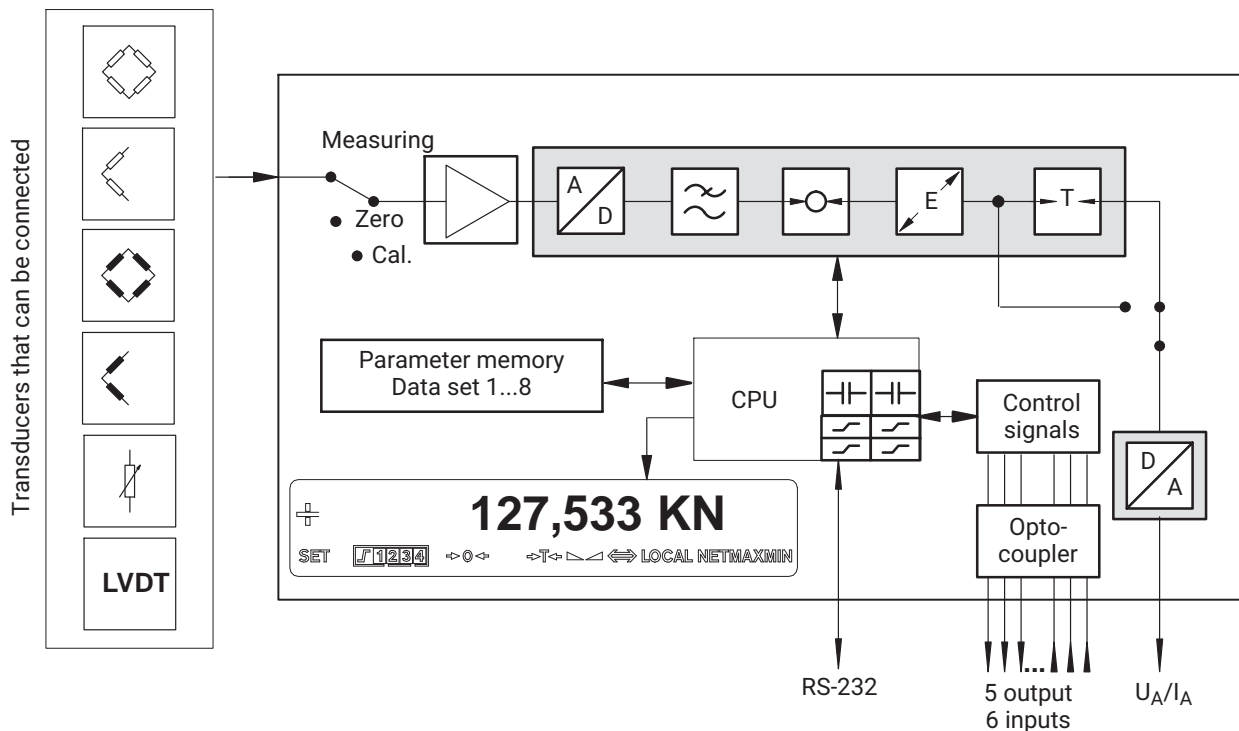 Transducers that can be connected
LVDT
Measuring
Zero
Cal.
A
D
E
T
Parameter memory
Data set 1...8
CPU
Control
signals
D
A
127,533 KN
SET 1234 0 T LOCAL NETMAXMIN
Opto-
coupler
...
RS-232
5 output
6 inputs
UA/IA